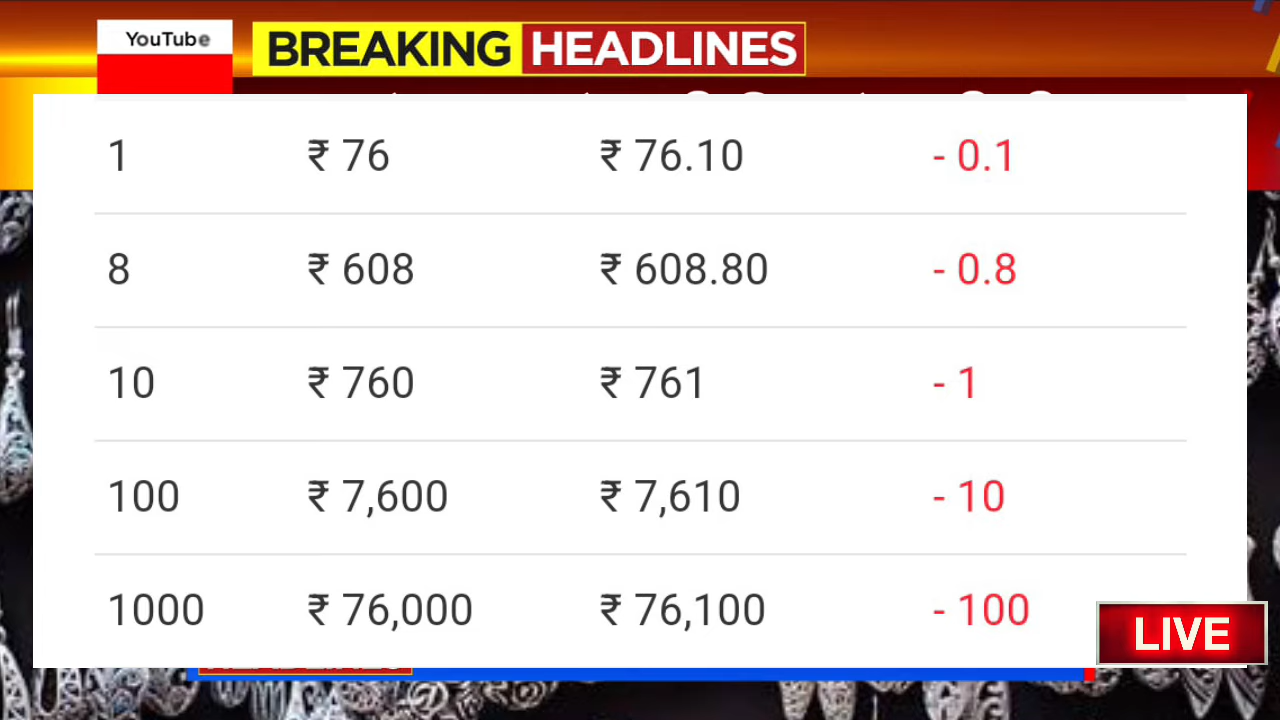 YouTube
BREAKING HEADLINES
1 ₹ 76 ₹ 76.10 - 0.1
8 ₹ 608 ₹ 608.80 - 0.8
10 ₹ 760 ₹ 761 - 1
100 ₹ 7,600 ₹ 7,610 - 10
1000 ₹ 76,000 ₹ 76,100 - 100
LIVE